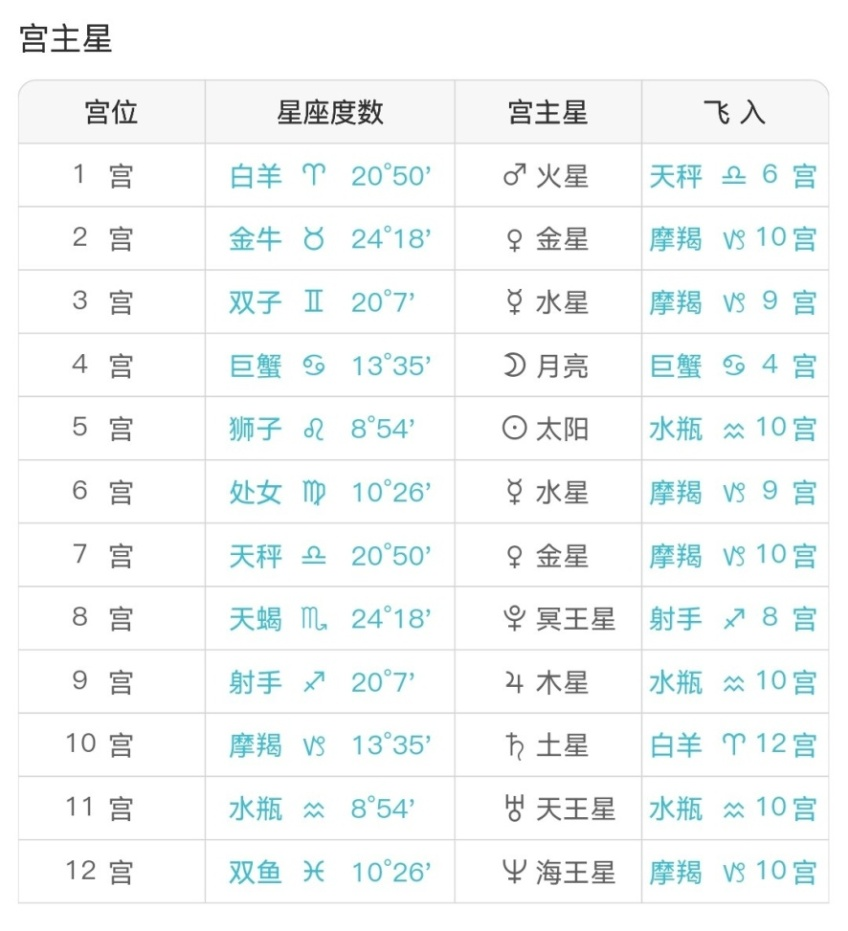 宫主星
宫位 星座度数 宫主星 飞入
1 宫 白羊 ♈ 20°50’ ♂ 火星 天秤 ♎ 6 宫
2 宫 金牛 ♉ 24°18’ ♀ 金星 摩羯 ♑ 10 宫
3 宫 双子 ♊ 20°7’ ☿ 水星 摩羯 ♑ 9 宫
4 宫 巨蟹 ♋ 13°35’ ☽ 月亮 巨蟹 ♋ 4 宫
5 宫 狮子 ♌ 8°54’ ☉ 太阳 水瓶 ♒ 10 宫
6 宫 处女 ♍ 10°26’ ☿ 水星 摩羯 ♑ 9 宫
7 宫 天秤 ♎ 20°50’ ♀ 金星 摩羯 ♑ 10 宫
8 宫 天蝎 ♏ 24°18’ ♇ 冥王星 射手 ♐ 8 宫
9 宫 射手 ♐ 20°7’ ♃ 木星 水瓶 ♒ 10 宫
10 宫 摩羯 ♑ 13°35’ ♄ 土星 白羊 ♈ 12 宫
11 宫 水瓶 ♒ 8°54’ ♅ 天王星 水瓶 ♒ 10 宫
12 宫 双鱼 ♓ 10°26’ ♆ 海王星 摩羯 ♑ 10 宫